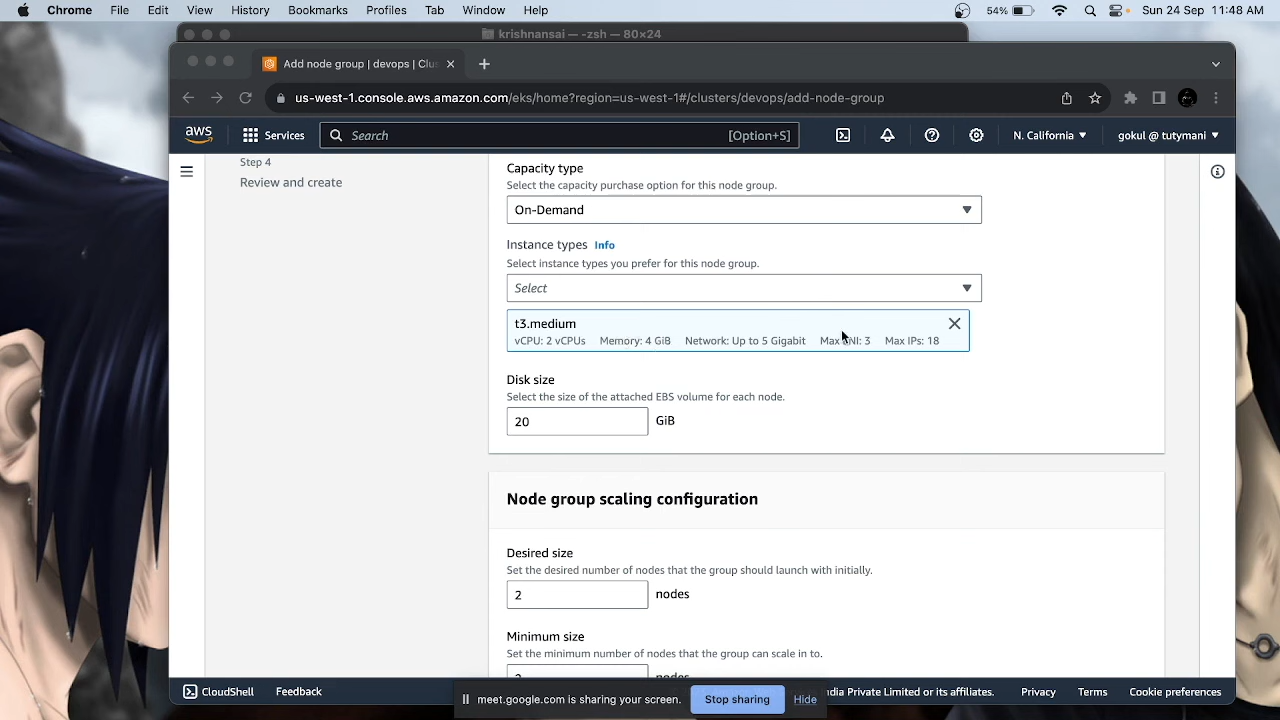 Chrome File Edit View History Bookmarks Profiles Tab Window Help 54% Sun 24 Sep 11:48 AM
krishnansai — -zsh — 80×24
Add node group | devops | Clus
us-west-1.console.aws.amazon.com/eks/home?region=us-west-1#/clusters/devops/add-node-group
aws Services Search [Option+S] N. California gokul @ tutymani
Step 4
Review and create
Capacity type
Select the capacity purchase option for this node group.
On-Demand
Instance types Info
Select instance types you prefer for this node group.
Select
t3.medium
vCPU: 2 vCPUs Memory: 4 GiB Network: Up to 5 Gigabit Max ENI: 3 Max IPs: 18
Disk size
Select the size of the attached EBS volume for each node.
20 GiB
Node group scaling configuration
Desired size
Set the desired number of nodes that the group should launch with initially.
2 nodes
Minimum size
Set the minimum number of nodes that the group can scale in to.
2 nodes
CloudShell Feedback dia Private Limited or its affiliates. Privacy Terms Cookie preferences
meet.google.com is sharing your screen. Stop sharing Hide